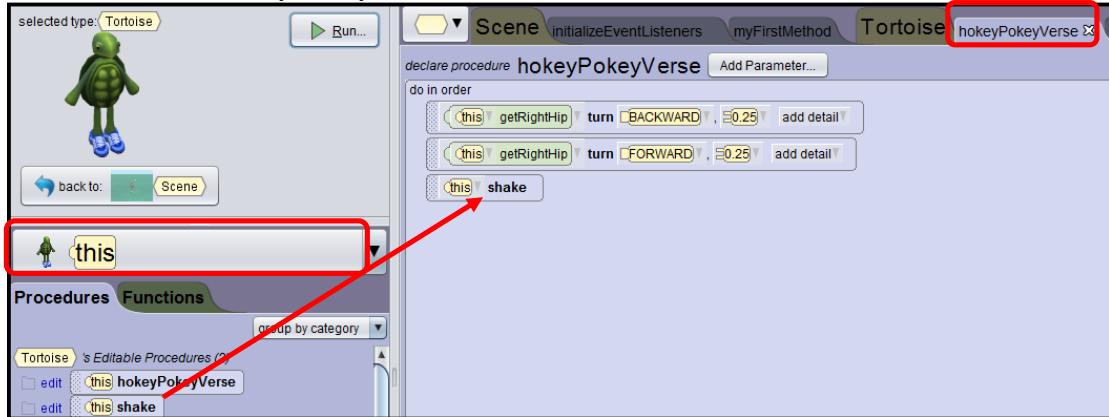 selected type: Tortoise
Run...
back to: Scene
this
Procedures Functions
group by category
Tortoise 's Editable Procedures (2)
edit this hokeyPokeyVerse
edit this shake
Scene initializeEventListeners myFirstMethod Tortoise hokeyPokeyVerse
declare procedure hokeyPokeyVerse Add Parameter...
do in order
this getRightHip turn BACKWARD , 0.25 add detail
this getRightHip turn FORWARD , 0.25 add detail
this shake